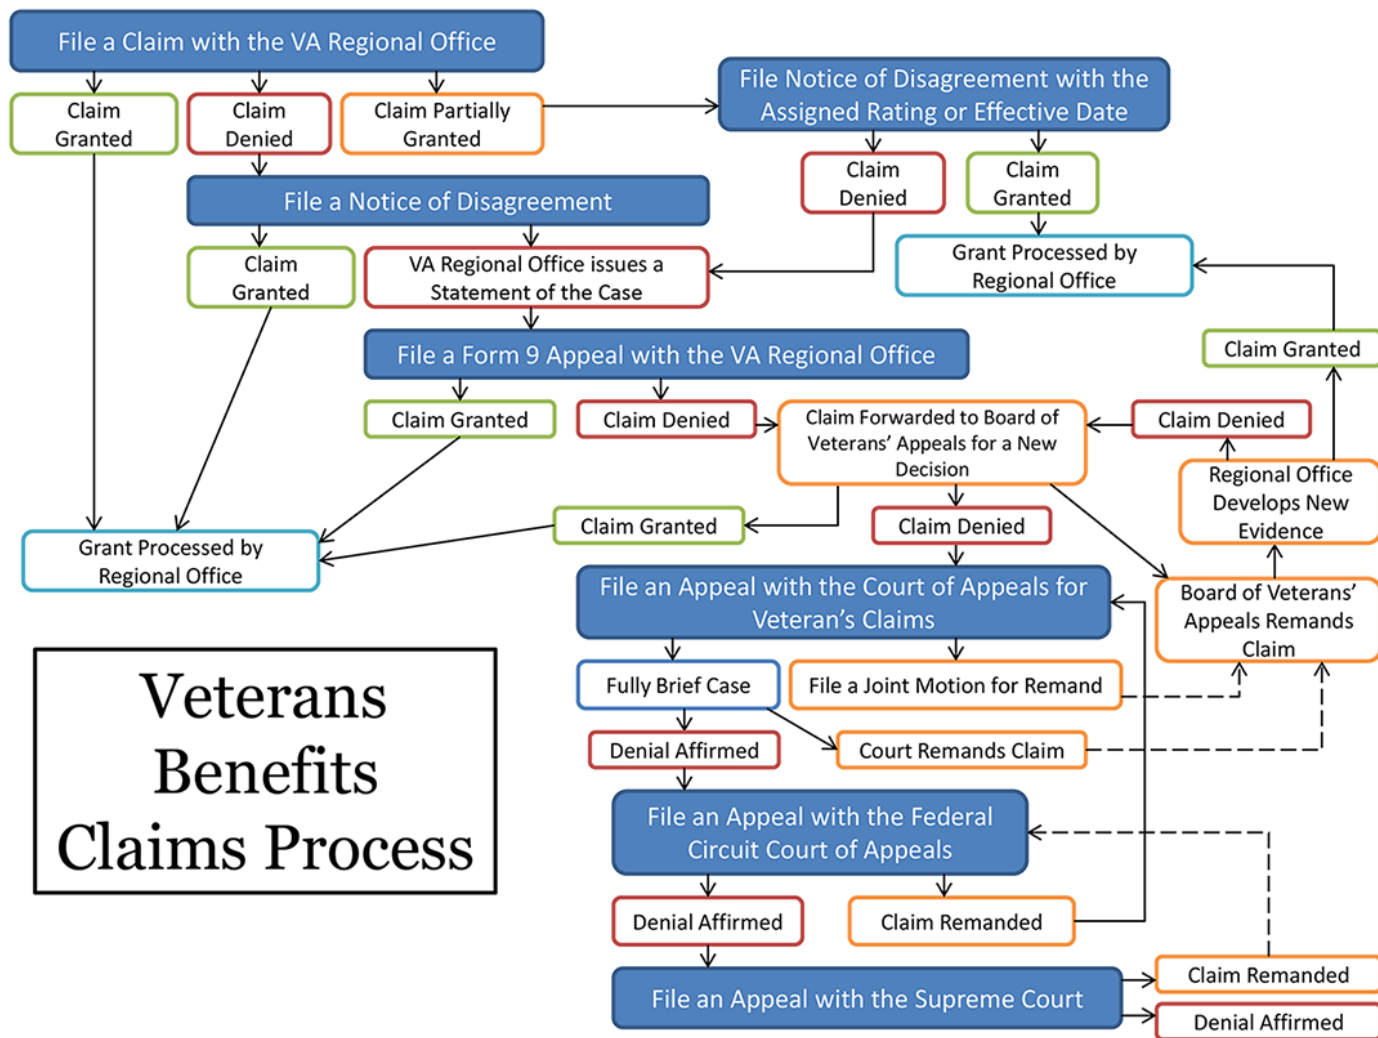 File a Claim with the VA Regional Office
Claim
Granted
Claim
Denied
Claim Partially
Granted
File Notice of Disagreement with the
Assigned Rating or Effective Date
Claim
Denied
Claim
Granted
File a Notice of Disagreement
Claim
Granted
VA Regional Office issues a
Statement of the Case
Grant Processed by
Regional Office
File a Form 9 Appeal with the VA Regional Office
Claim Granted
Claim Granted
Claim Denied
Claim Forwarded to Board of
Veterans’ Appeals for a New
Decision
Claim Denied
Regional Office
Develops New
Evidence
Claim Granted
Claim Denied
Grant Processed by
Regional Office
File an Appeal with the Court of Appeals for
Veteran’s Claims
Board of Veterans’
Appeals Remands
Claim
Fully Brief Case
File a Joint Motion for Remand
Denial Affirmed
Court Remands Claim
Veterans
Benefits
Claims Process
File an Appeal with the Federal
Circuit Court of Appeals
Denial Affirmed
Claim Remanded
File an Appeal with the Supreme Court
Claim Remanded
Denial Affirmed